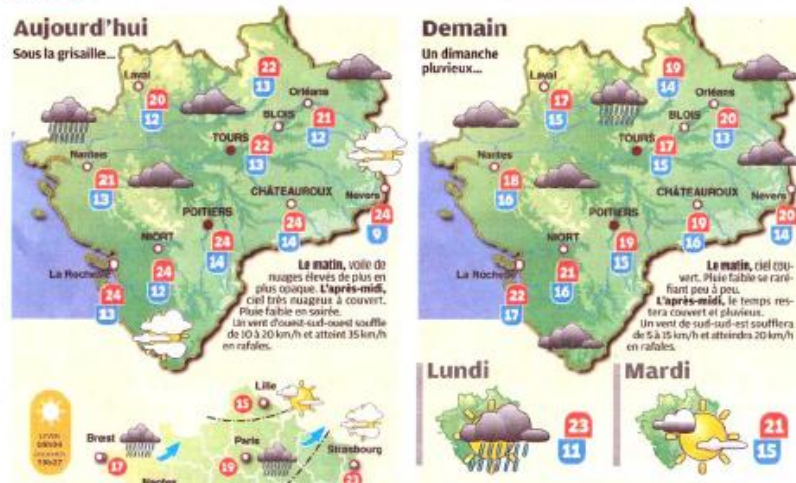 Aujourd'hui
Sous la grisaille...
Laval
20
12
22
13
Orléans
21
12
BLOIS
TOURS
22
13
Nantes
21
13
CHÂTEAUROUX
24
14
Nevers
24
9
POITIERS
24
14
NIORT
24
12
La Rochelle
24
13
Le matin, voile de
nuages élevés de plus en
plus opaque. L'après-midi,
ciel très nuageux à couvert.
Pluie faible en soirée.
Un vent d'ouest-sud-ouest souffle
de 10 à 20 km/h et atteint 35 km/h
en rafales.
LEVER
Lille
15
Brest
17
Paris
19
Strasbourg
23
Nantes
Demain
Un dimanche
pluvieux...
Laval
17
15
19
14
Orléans
20
13
BLOIS
TOURS
17
15
Nantes
18
16
CHÂTEAUROUX
19
16
Nevers
20
14
POITIERS
19
15
NIORT
21
16
La Rochelle
22
17
Le matin, ciel cou-
vert. Pluie faible se raré-
fiant peu à peu.
L'après-midi, le temps res-
tera couvert et pluvieux.
Un vent de sud-sud-est soufflera
de 5 à 15 km/h et atteindra 20 km/h
en rafales.
Lundi
23
11
Mardi
21
15